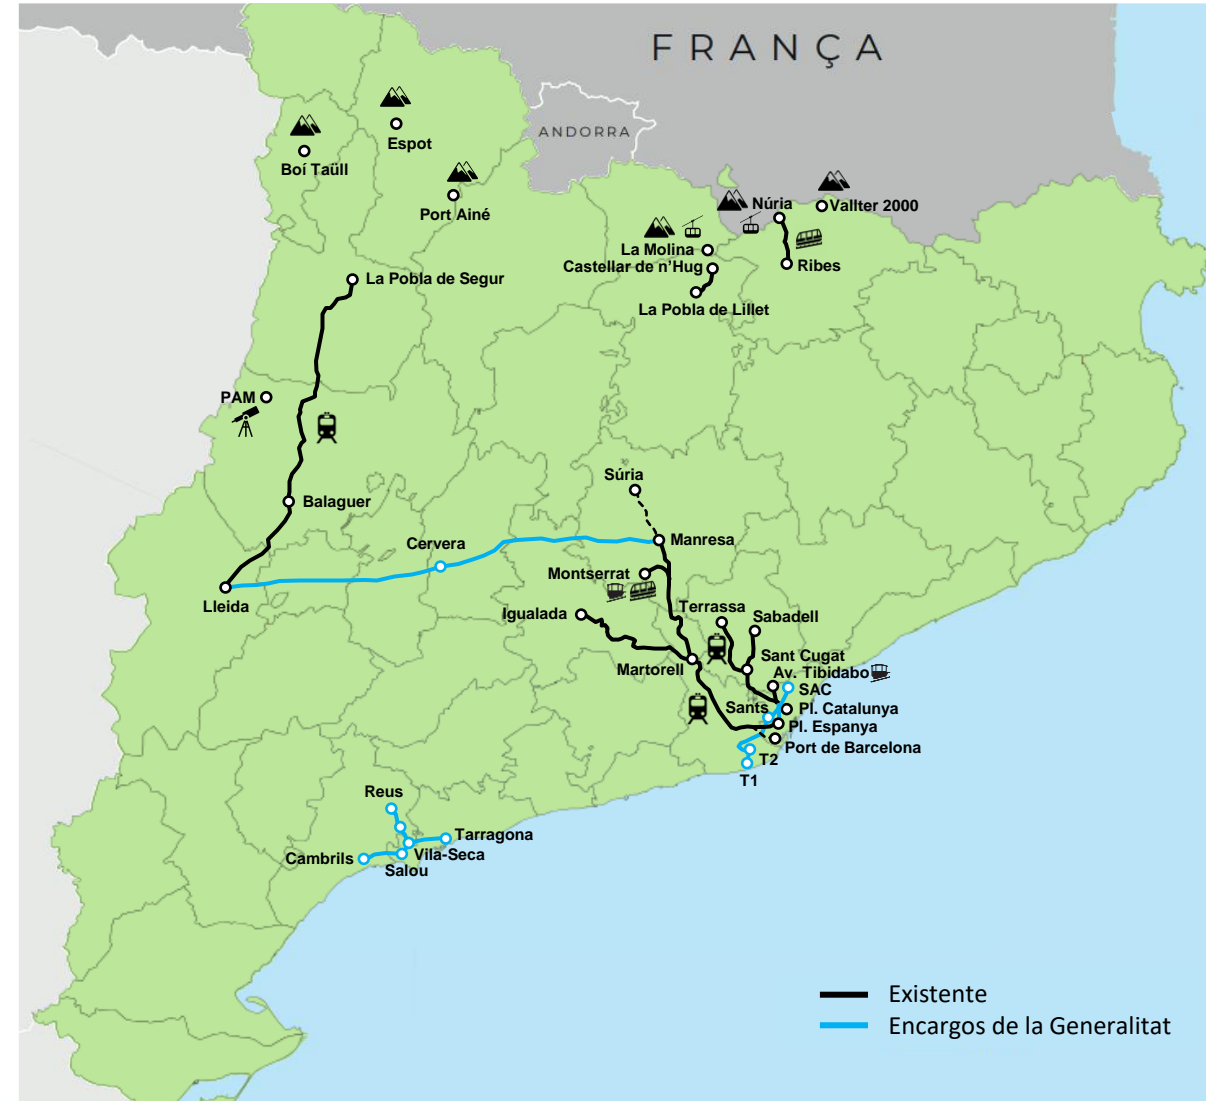 FRANÇA
ANDORRA
Espot
Boí Taüll
Port Ainé
Núria
Vallter 2000
La Molina
Castellar de n'Hug
Ribes
La Pobla de Segur
La Pobla de Lillet
PAM
Súria
Balaguer
Manresa
Cervera
Montserrat
Lleida
Igualada
Terrassa
Sabadell
Martorell
Sant Cugat
Av. Tibidabo
SAC
Sants
Pl. Catalunya
Pl. Espanya
Port de Barcelona
T2
T1
Reus
Tarragona
Cambrils
Vila-Seca
Salou
Existente
Encargos de la Generalitat